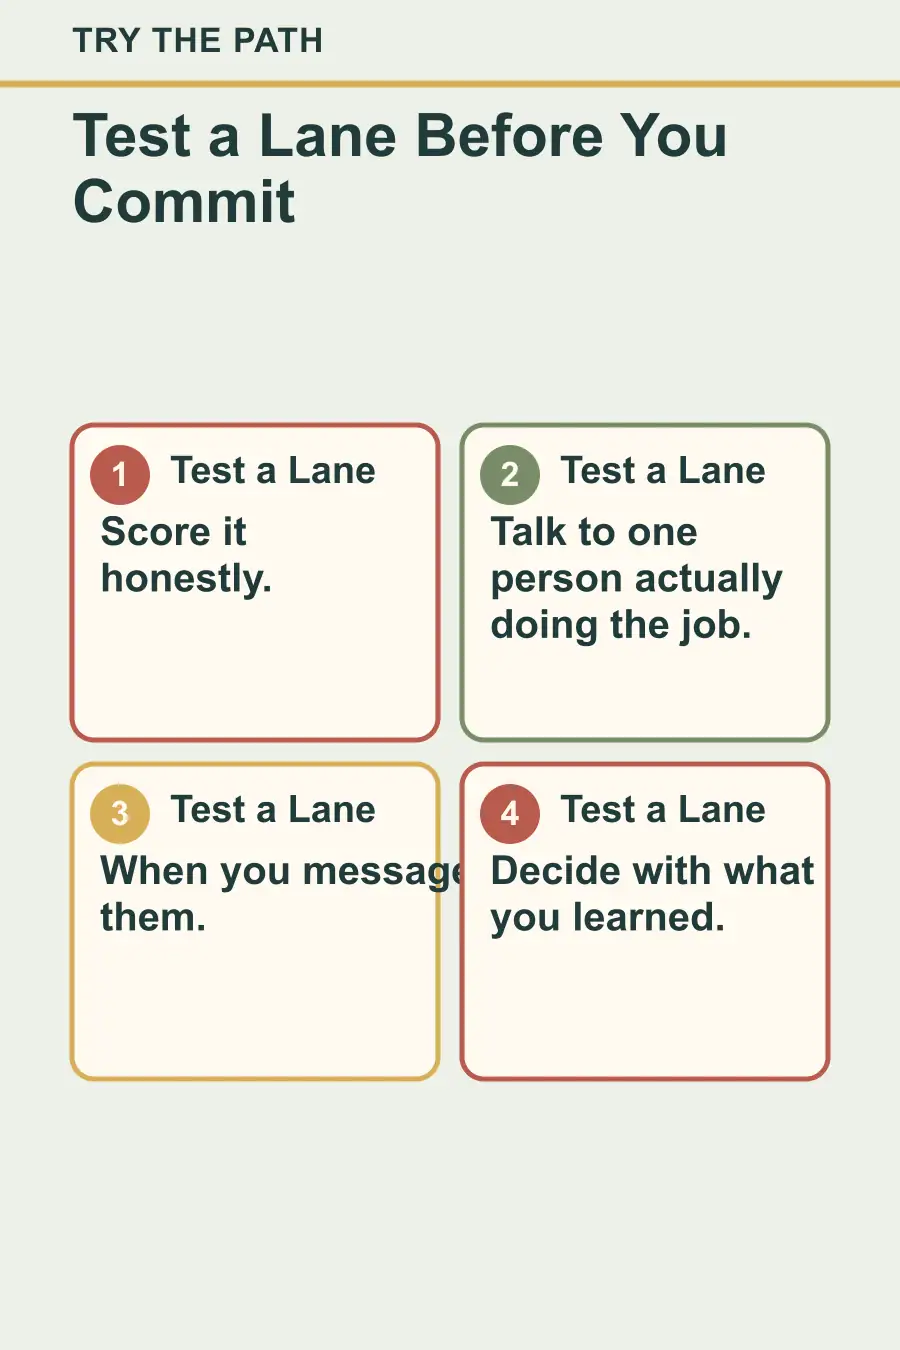 TRY THE PATH
Test a Lane Before You
Commit
1 Test a Lane
Score it
honestly.
2 Test a Lane
Talk to one
person actually
doing the job.
3 Test a Lane
When you message
them.
4 Test a Lane
Decide with what
you learned.